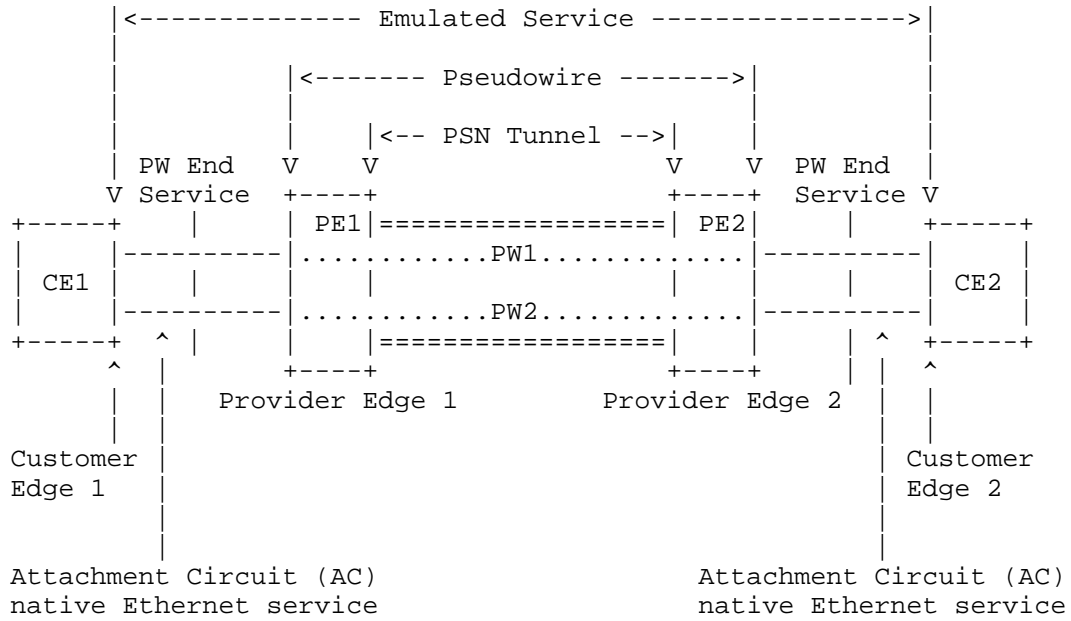 |<-------------- Emulated Service ---------------->|
|<------- Pseudowire ------->|
|<-- PSN Tunnel -->|
PW End V V V V PW End
V Service Service V
PE1 PE2
PW1
CE1 CE2
PW2
Provider Edge 1 Provider Edge 2
Customer Customer
Edge 1 Edge 2
Attachment Circuit (AC) Attachment Circuit (AC)
native Ethernet service native Ethernet service